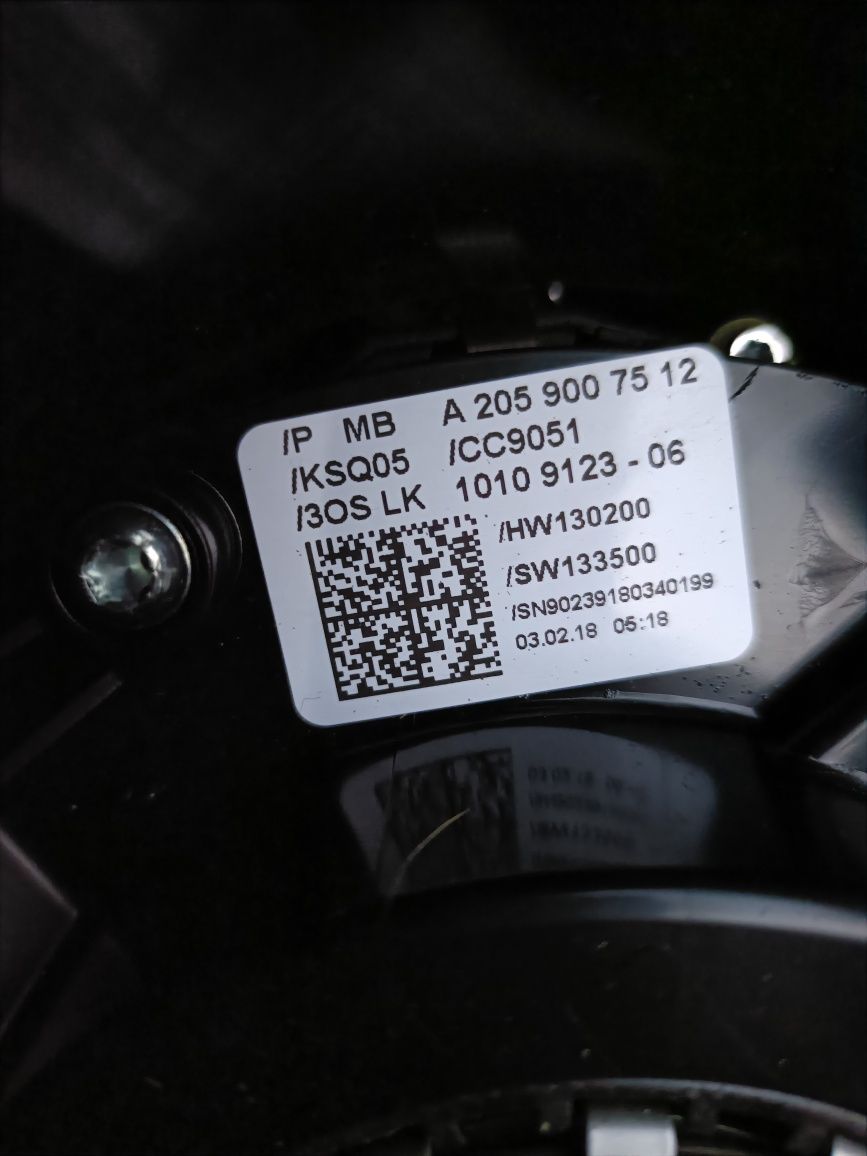 /P MB A 205 900 75 12
/KSQ05 /CC9051
/3OS LK 1010 9123 - 06
/HW130200
/SW133500
/SN90239180340199
03.02.18 05:18